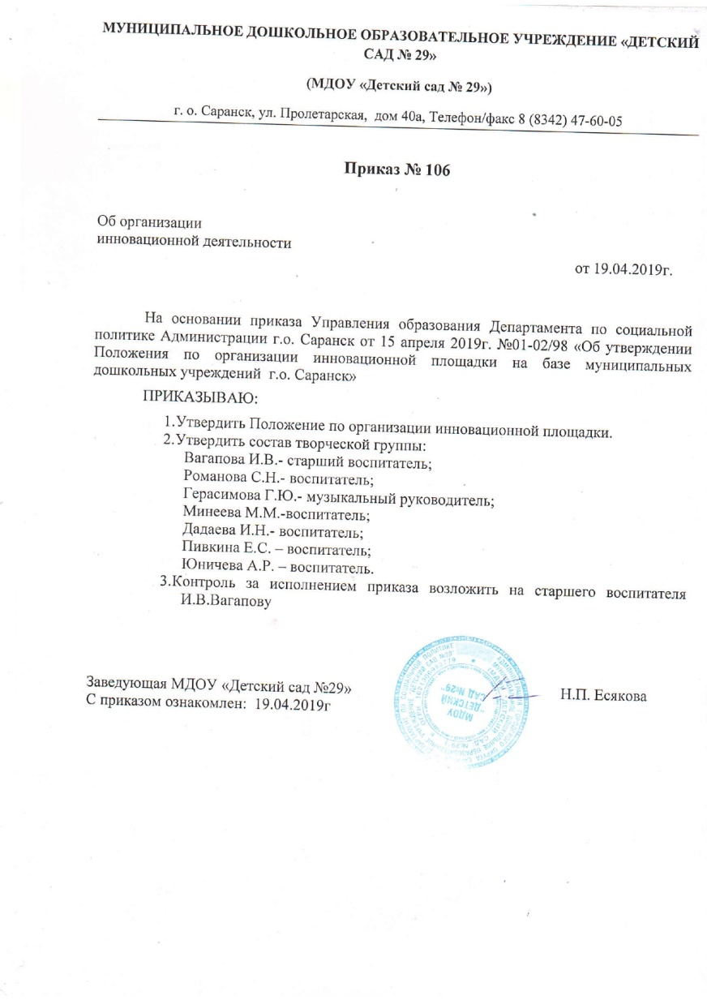 МУНИЦИПАЛЬНОЕ ДОШКОЛЬНОЕ ОБРАЗОВАТЕЛЬНОЕ УЧРЕЖДЕНИЕ «ДЕТСКИЙ
САД № 29»
(МДОУ «Детский сад № 29»)
г. о. Саранск, ул. Пролетарская, дом 40а, Телефон/факс 8 (8342) 47-60-05
Приказ № 106
Об организации
инновационной деятельности
от 19.04.2019г.
На основании приказа Управления образования Департамента по социальной
политике Администрации г.о. Саранск от 15 апреля 2019г. №01-02/98 «Об утверждении
Положения по организации инновационной площадки на базе муниципальных
дошкольных учреждений г.о. Саранск»
ПРИКАЗЫВАЮ:
1.Утвердить Положение по организации инновационной площадки.
2.Утвердить состав творческой группы:
Вагапова И.В.- старший воспитатель;
Романова С.Н.- воспитатель;
Герасимова Г.Ю.- музыкальный руководитель;
Минеева М.М.-воспитатель;
Дадаева И.Н.- воспитатель;
Пивкина Е.С. – воспитатель;
Юничева А.Р. – воспитатель.
3.Контроль за исполнением приказа возложить на старшего воспитателя
И.В.Вагапову
Заведующая МДОУ «Детский сад №29»
Н.П. Есякова
С приказом ознакомлен: 19.04.2019г
МДОУ
"ДЕТСКИЙ
САД №29"